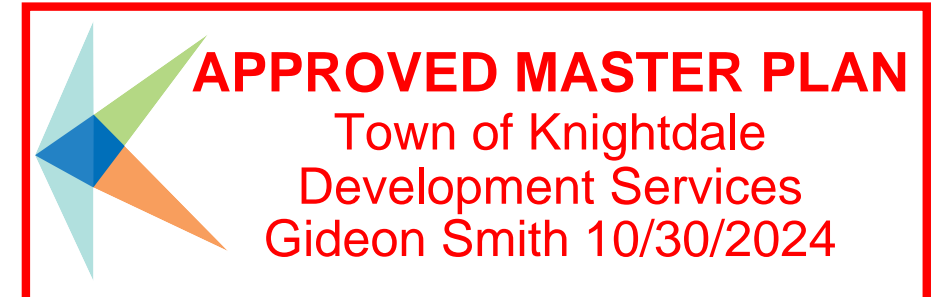 APPROVED MASTER PLAN
Town of Knightdale
Development Services
Gideon Smith 10/30/2024